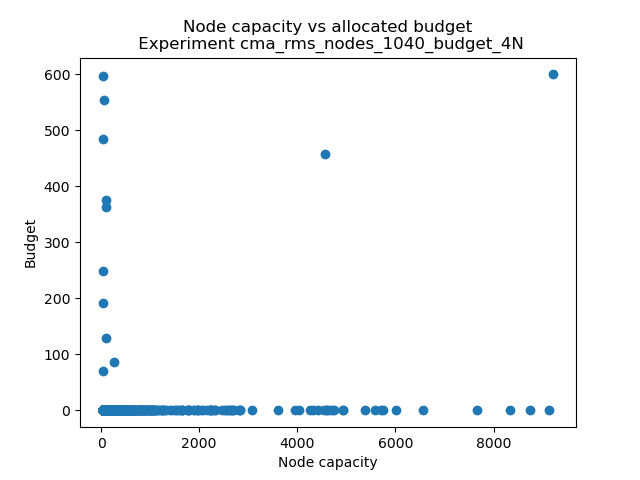 Node capacity vs allocated budget
Experiment cma_rms_nodes_1040_budget_4N
600
500
400
300
200
100
0
Budget
0 2000 4000 6000 8000
Node capacity